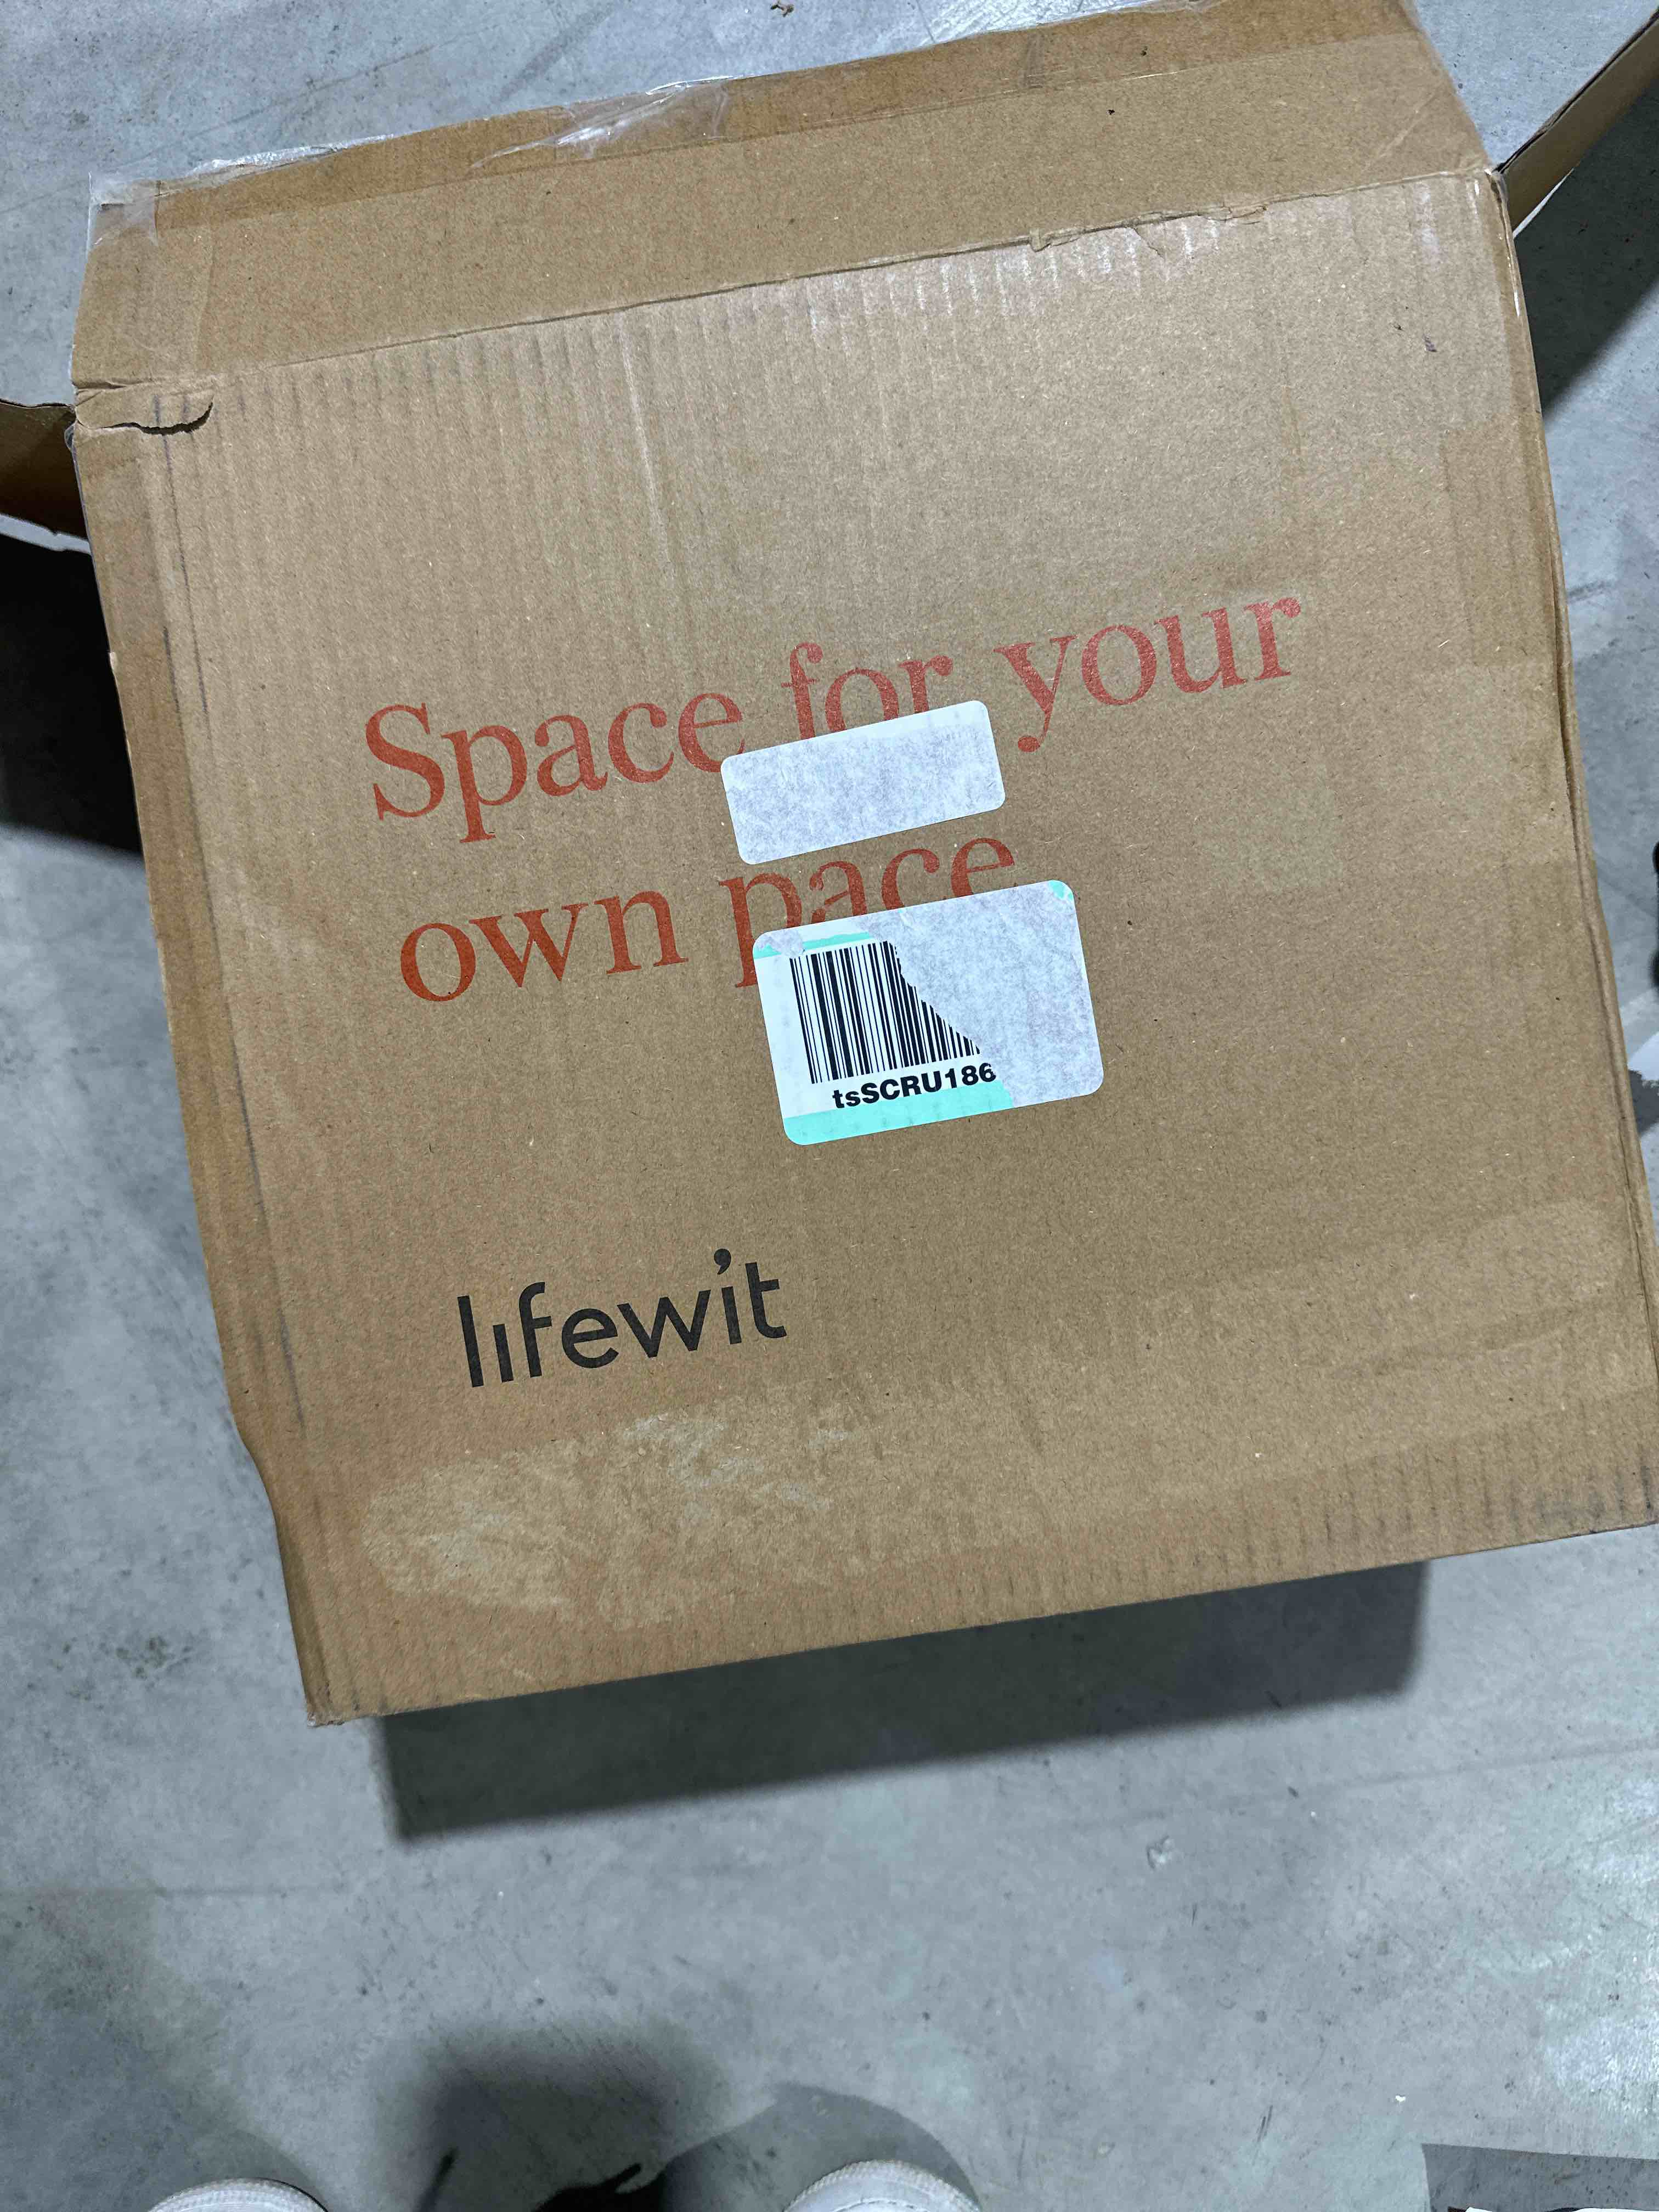 Space for your
own pace
tsSCRU186
lifewit